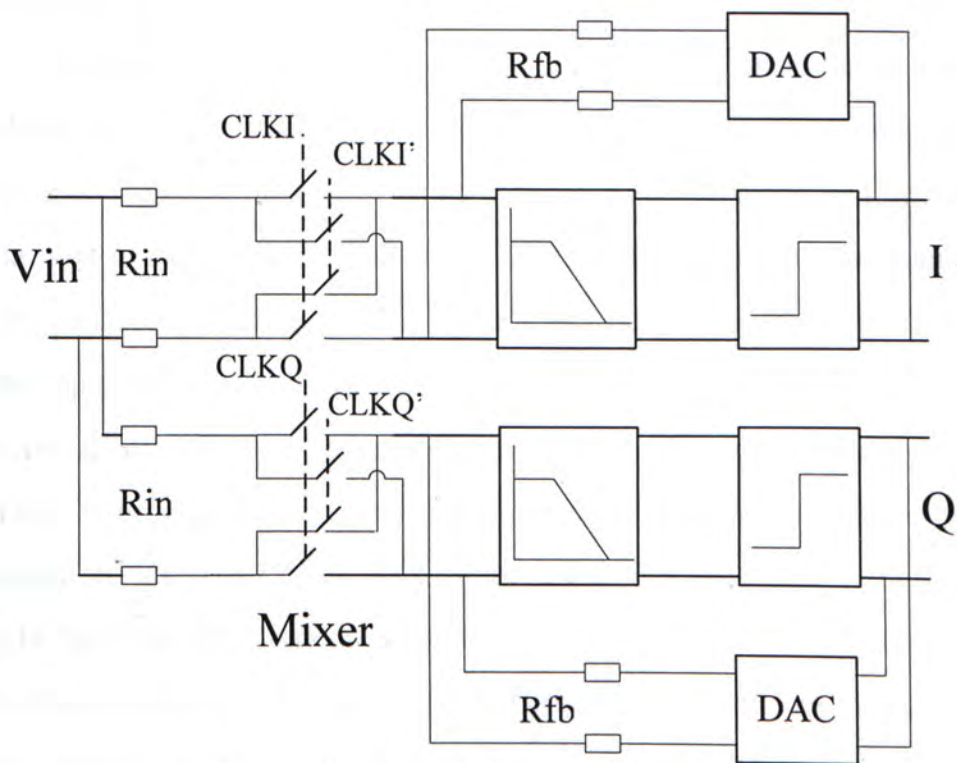 Rfb
DAC
CLKI
CLKI'
Vin
Rin
I
CLKQ
CLKQ'
Rin
Q
Mixer
Rfb
DAC